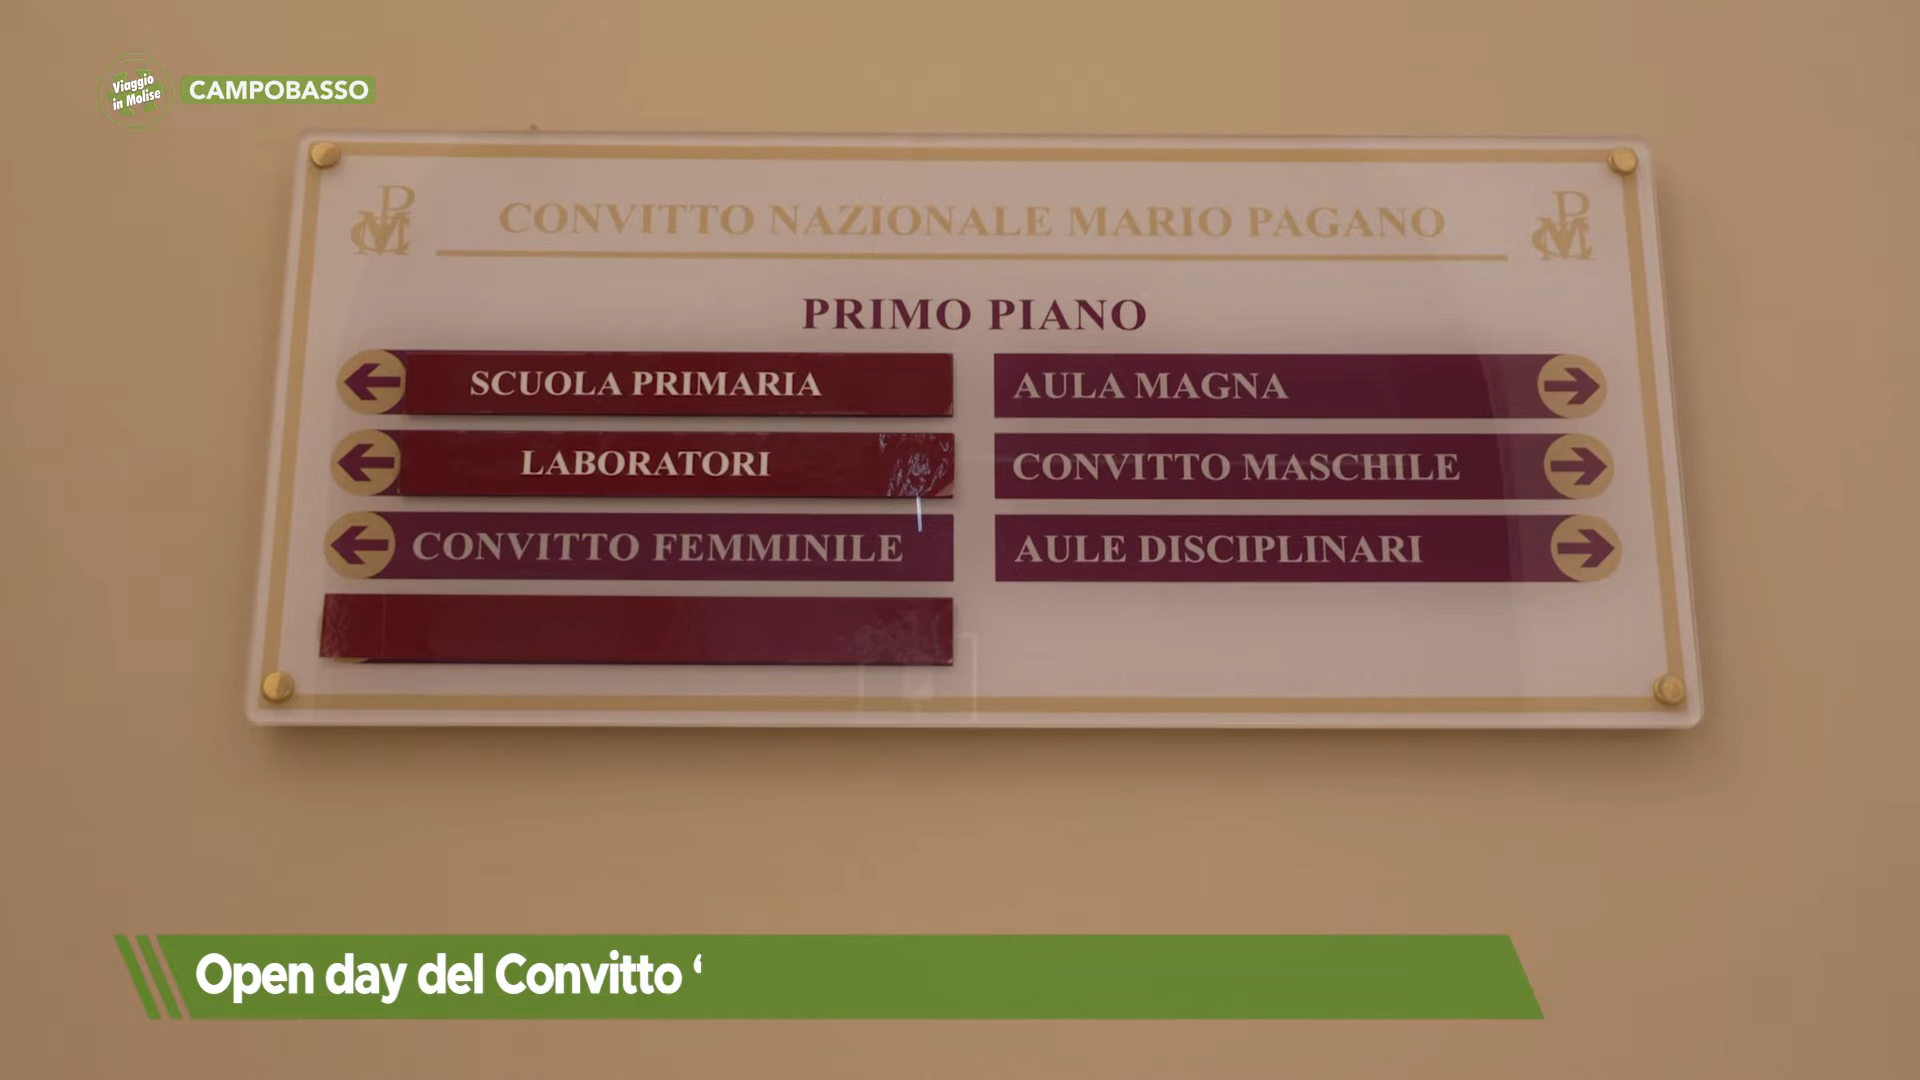 Viaggio
in Molise
CAMPOBASSO
CONVITTO NAZIONALE MARIO PAGANO
PRIMO PIANO
SCUOLA PRIMARIA
AULA MAGNA
LABORATORI
CONVITTO MASCHILE
CONVITTO FEMMINILE
AULE DISCIPLINARI
Open day del Convitto ‘